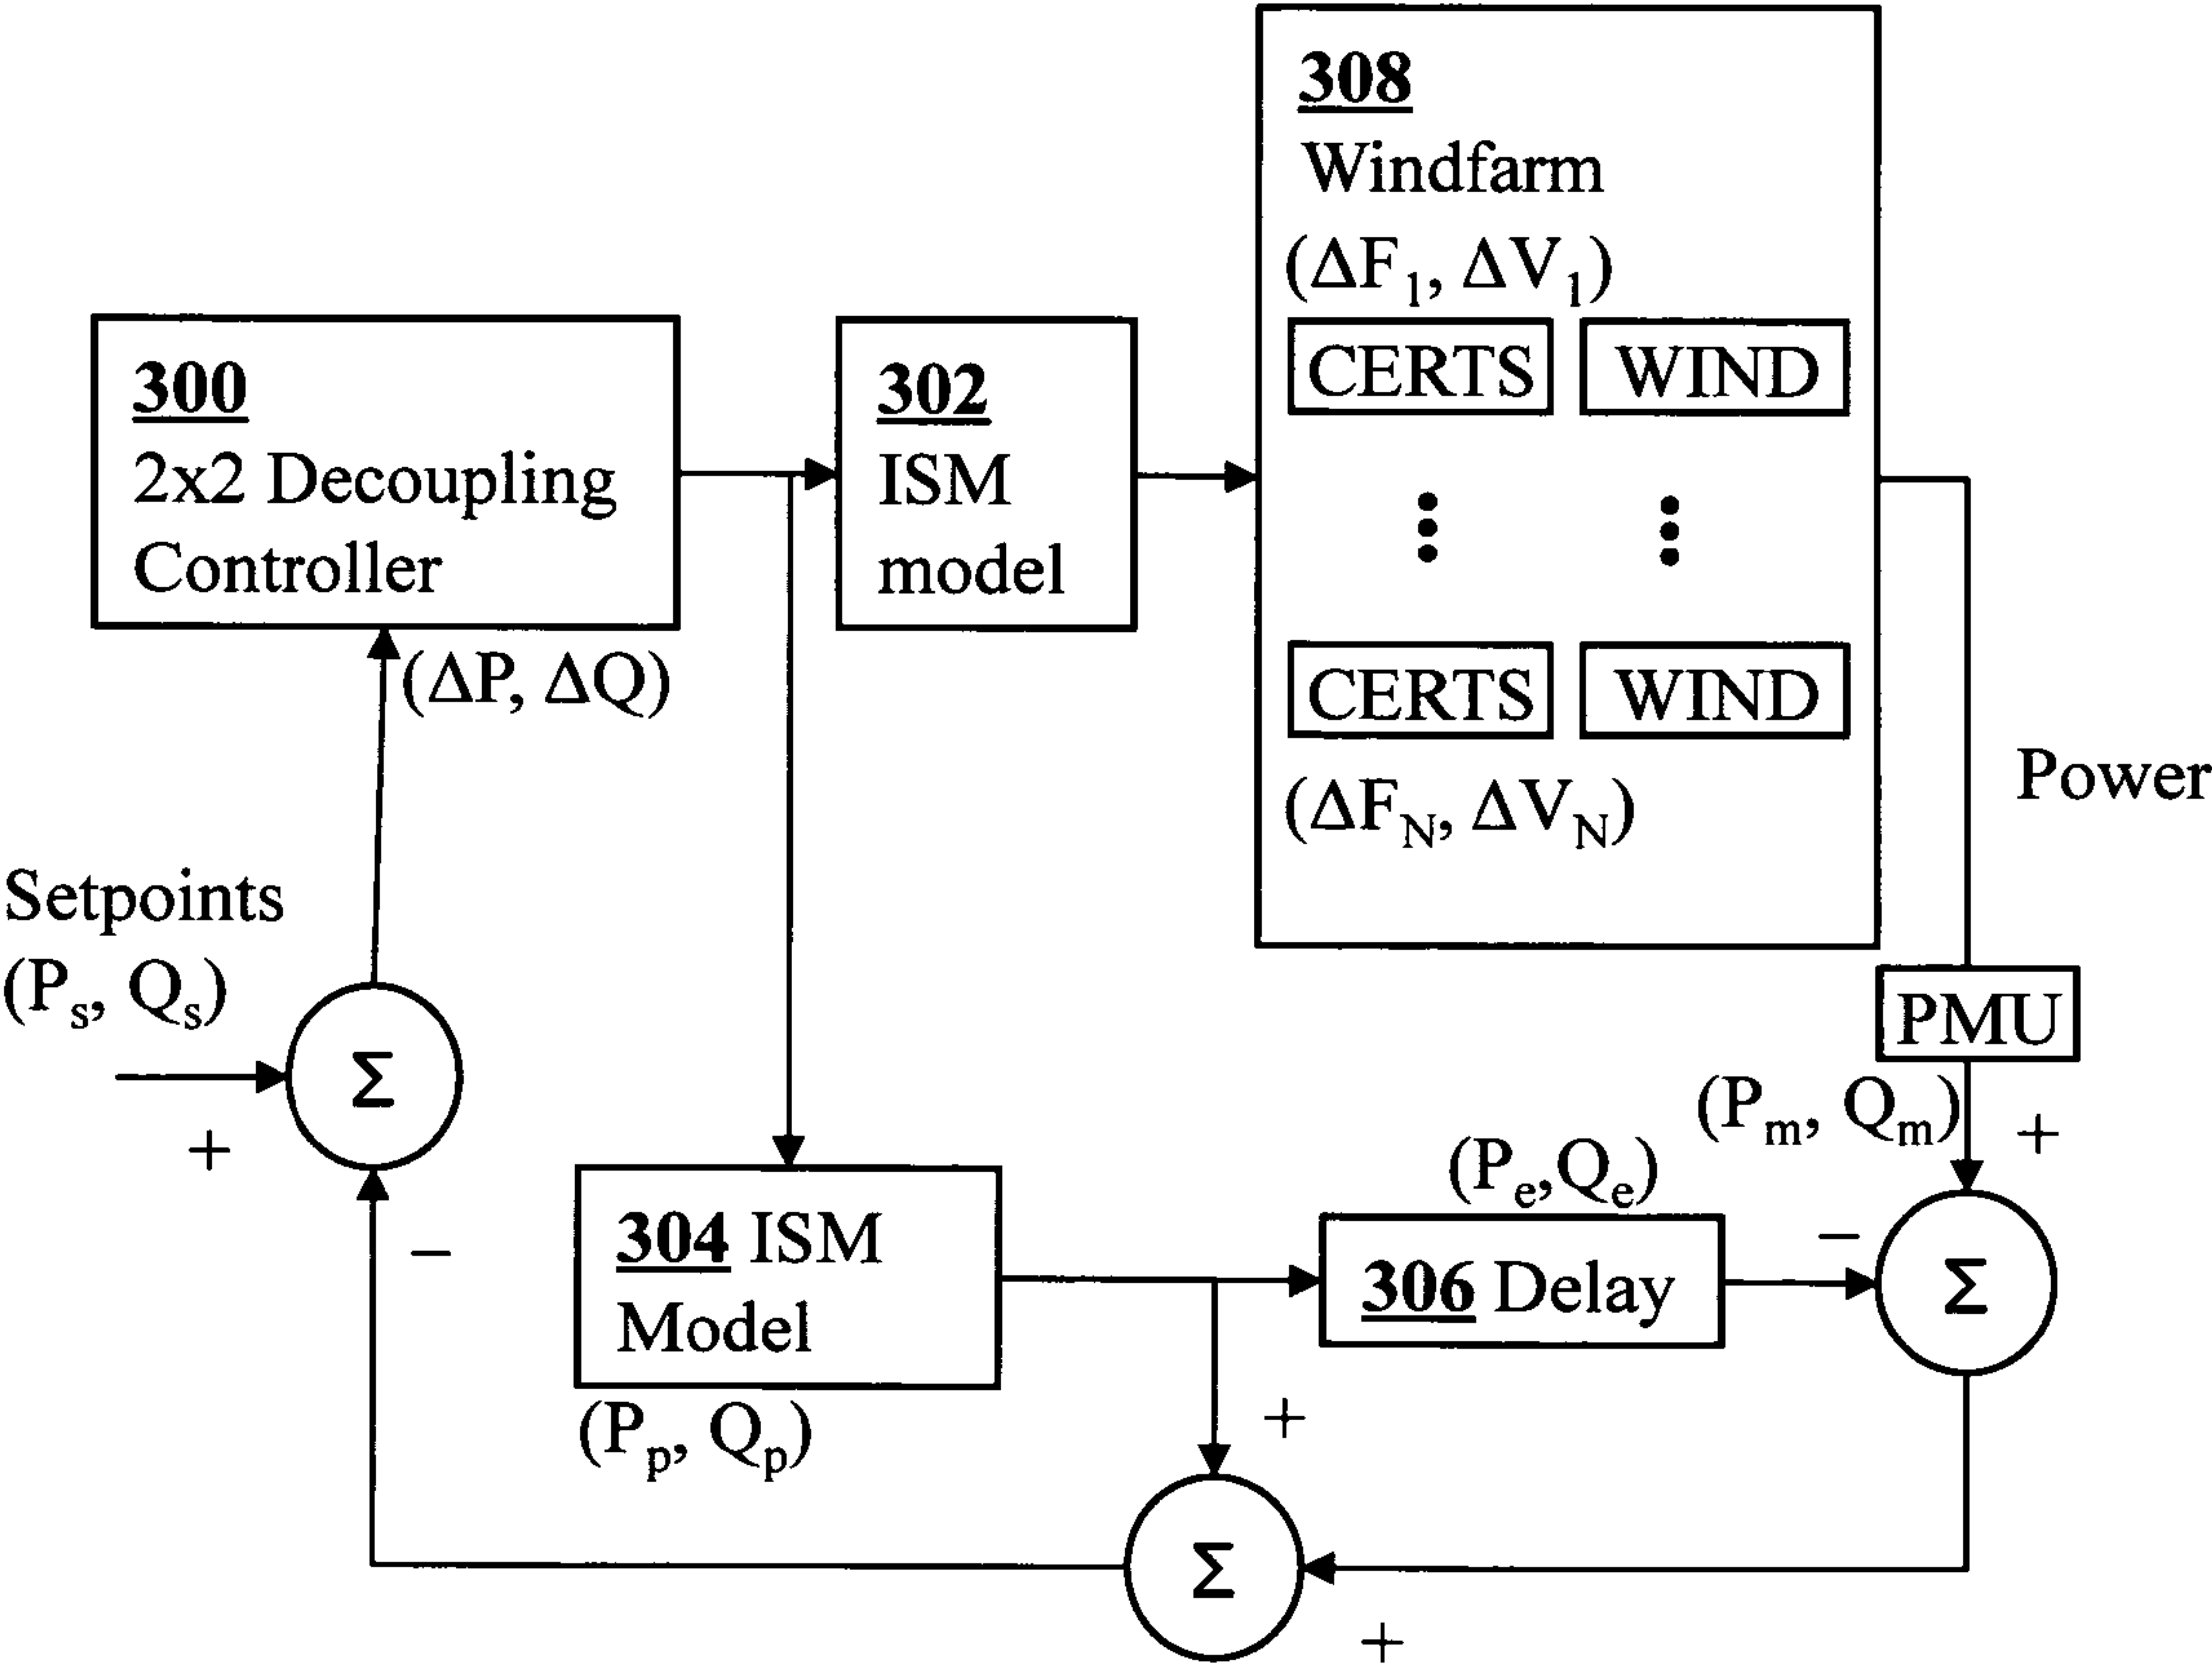 308
Windfarm
(ΔF1, ΔV1)
CERTS WIND
CERTS WIND
(ΔFN, ΔVN)
300
2x2 Decoupling
Controller
302
ISM
model
(ΔP, ΔQ)
Power
Setpoints
(Ps, Qs)
+
Σ
−
PMU
(Pm, Qm)
+
304 ISM
Model
(Pp, Qp)
(Pe,Qe)
306 Delay
−
Σ
+
Σ
+